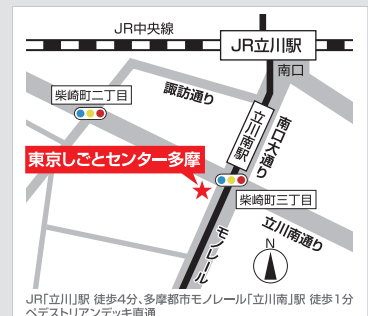 JR中央線
JR立川駅
南口
諏訪通り
柴崎町二丁目
立川南駅
南口大通り
東京しごとセンター多摩
柴崎町三丁目
立川南通り
モノレール
N
JR「立川」駅 徒歩4分、多摩都市モノレール「立川南」駅 徒歩1分
ペデストリアンデッキ直通